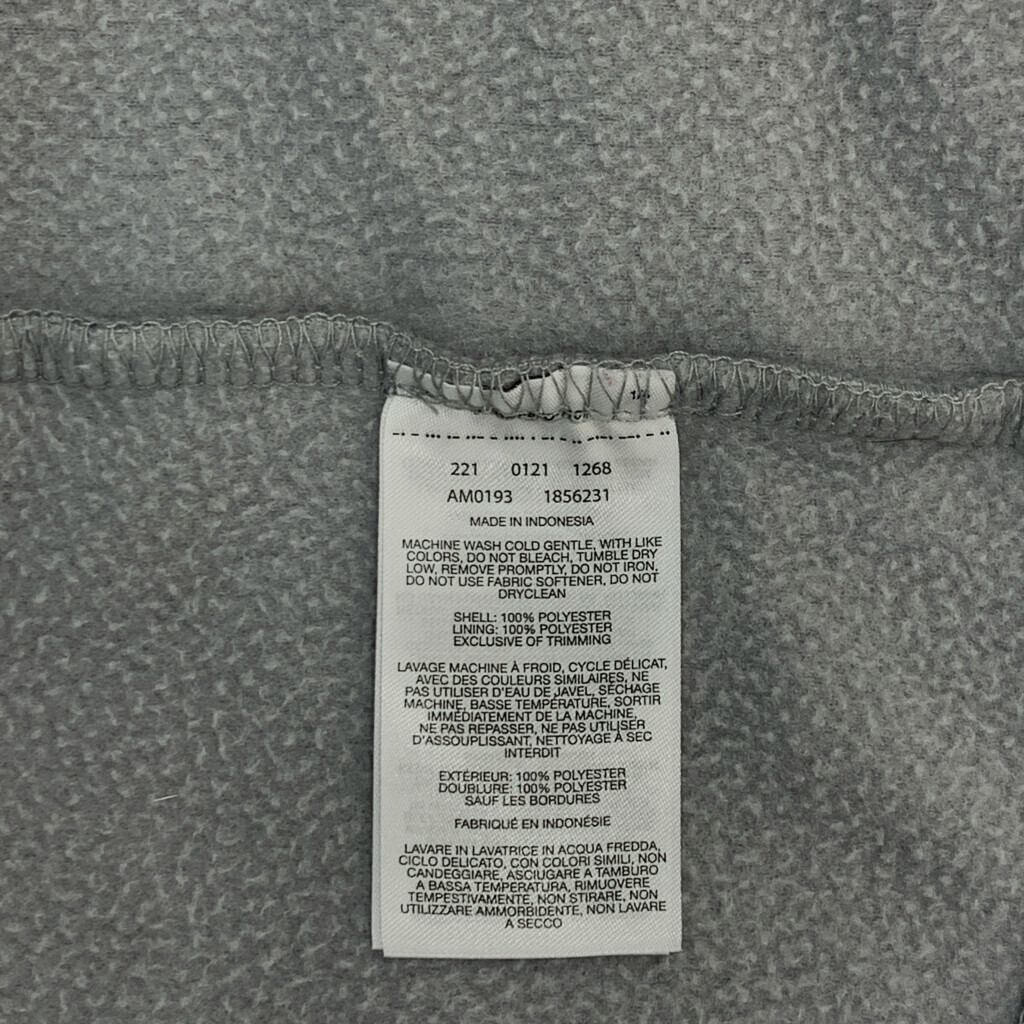 221 0121 1268
AM0193 1856231
MADE IN INDONESIA
MACHINE WASH COLD GENTLE, WITH LIKE
COLORS, DO NOT BLEACH, TUMBLE DRY
LOW, REMOVE PROMPTLY, DO NOT IRON,
DO NOT USE FABRIC SOFTENER, DO NOT
DRYCLEAN
SHELL: 100% POLYESTER
LINING: 100% POLYESTER
EXCLUSIVE OF TRIMMING
LAVAGE MACHINE À FROID, CYCLE DÉLICAT,
AVEC DES COULEURS SIMILAIRES, NE
PAS UTILISER D'EAU DE JAVEL, SÉCHAGE
MACHINE, BASSE TEMPÉRATURE, SORTIR
IMMÉDIATEMENT DE LA MACHINE,
NE PAS REPASSER, NE PAS UTILISER
D'ASSOUPLISSANT, NETTOYAGE À SEC
INTERDIT
EXTÉRIEUR: 100% POLYESTER
DOUBLURE: 100% POLYESTER
SAUF LES BORDURES
FABRIQUÉ EN INDONÉSIE
LAVARE IN LAVATRICE IN ACQUA FREDDA,
CICLO DELICATO, CON COLORI SIMILI, NON
CANDEGGIARE, ASCIUGARE A TAMBURO
A BASSA TEMPERATURA, RIMUOVERE
TEMPESTIVAMENTE, NON STIRARE, NON
UTILIZZARE AMMORBIDENTE, NON LAVARE
A SECCO